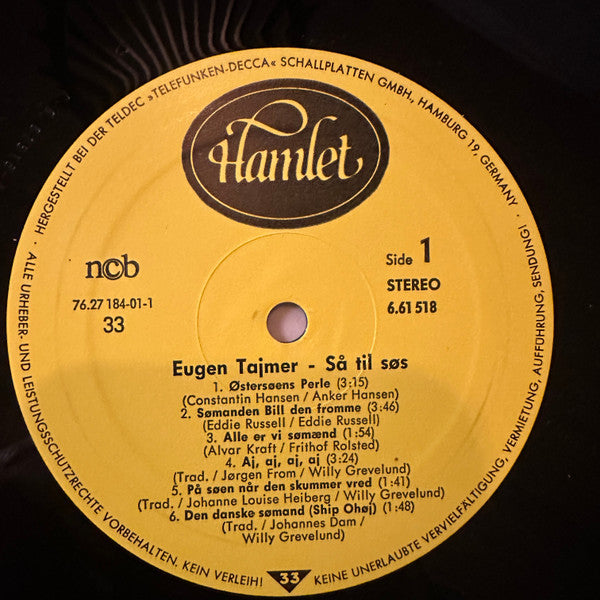 · HERGESTELLT BEI DER TELDEC »TELEFUNKEN-DECCA« SCHALLPLATTEN GMBH., HAMBURG 19, GERMANY ·
Hamlet
ncb
Side 1
76.27 184-01-1
STEREO
33
6.61 518
Eugen Tajmer - Så til søs
1. Østersøens Perle (3:15)
(Constantin Hansen / Anker Hansen)
2. Sømanden Bill den fromme (3:46)
(Eddie Russell / Eddie Russell)
3. Alle er vi sømænd (1:54)
(Alvar Kraft / Frithof Rolsted)
4. Aj, aj, aj, aj (3:24)
(Trad. / Jørgen From / Willy Grevelund)
5. På søen når den skummer vred (1:41)
(Trad. / Johanne Louise Heiberg / Willy Grevelund)
6. Den danske sømand (Ship Ohøj) (1:48)
(Trad. / Johannes Dam /
Willy Grevelund)
ALLE URHEBER- UND LEISTUNGSSCHUTZRECHTE VORBEHALTEN. KEIN VERLEIH! 33 KEINE UNERLAUBTE VERVIELFÄLTIGUNG, VERMIETUNG, AUFFÜHRUNG, SENDUNG!